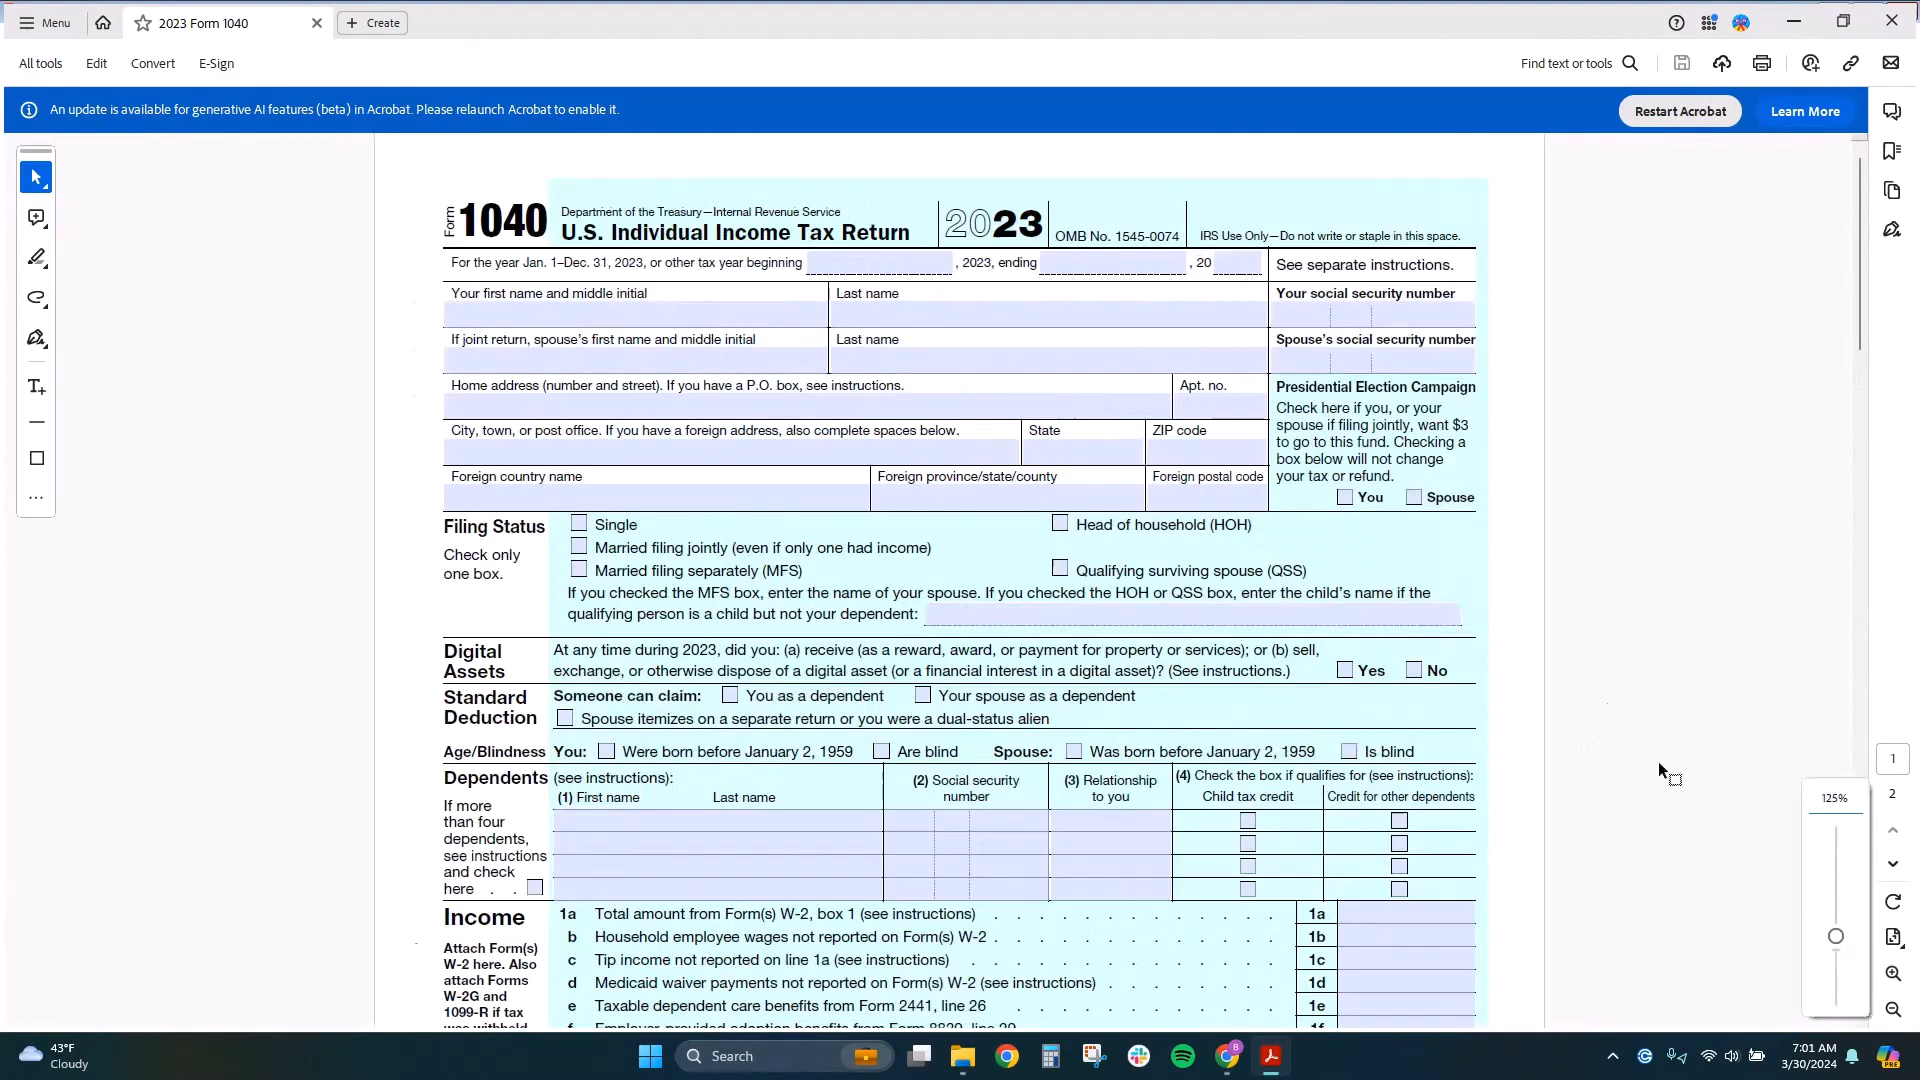 Menu
2023 Form 1040
Create
All tools
Edit
Convert
E-Sign
Find text or tools
An update is available for generative AI features (beta) in Acrobat. Please relaunch Acrobat to enable it.
Restart Acrobat
Learn More
Form 1040
Department of the Treasury—Internal Revenue Service
U.S. Individual Income Tax Return
2023
OMB No. 1545-0074
IRS Use Only—Do not write or staple in this space.
For the year Jan. 1–Dec. 31, 2023, or other tax year beginning , 2023, ending , 20
See separate instructions.
Your first name and middle initial
Last name
Your social security number
If joint return, spouse's first name and middle initial
Last name
Spouse's social security number
Home address (number and street). If you have a P.O. box, see instructions.
Apt. no.
City, town, or post office. If you have a foreign address, also complete spaces below.
State
ZIP code
Foreign country name
Foreign province/state/county
Foreign postal code
Presidential Election Campaign
Check here if you, or your
spouse if filing jointly, want $3
to go to this fund. Checking a
box below will not change
your tax or refund.
You Spouse
Filing Status
Check only
one box.
Single
Head of household (HOH)
Married filing jointly (even if only one had income)
Married filing separately (MFS)
Qualifying surviving spouse (QSS)
If you checked the MFS box, enter the name of your spouse. If you checked the HOH or QSS box, enter the child's name if the
qualifying person is a child but not your dependent:
Digital
Assets
At any time during 2023, did you: (a) receive (as a reward, award, or payment for property or services); or (b) sell,
exchange, or otherwise dispose of a digital asset (or a financial interest in a digital asset)? (See instructions.)
Yes No
Standard
Deduction
Someone can claim: You as a dependent Your spouse as a dependent
Spouse itemizes on a separate return or you were a dual-status alien
Age/Blindness You: Were born before January 2, 1959 Are blind Spouse: Was born before January 2, 1959 Is blind
Dependents (see instructions):
(1) First name Last name
(2) Social security
number
(3) Relationship
to you
(4) Check the box if qualifies for (see instructions):
Child tax credit
Credit for other dependents
If more
than four
dependents,
see instructions
and check
here . .
Income
Attach Form(s)
W-2 here. Also
attach Forms
W-2G and
1099-R if tax
was withheld
1a Total amount from Form(s) W-2, box 1 (see instructions) . . . . . . . . . . . . . 1a
b Household employee wages not reported on Form(s) W-2 . . . . . . . . . . . . . 1b
c Tip income not reported on line 1a (see instructions) . . . . . . . . . . . . . . 1c
d Medicaid waiver payments not reported on Form(s) W-2 (see instructions) . . . . . . . . 1d
e Taxable dependent care benefits from Form 2441, line 26 . . . . . . . . . . . . 1e
f Employer-provided adoption benefits from Form 8839, line 29 1f
125%
1
2
43°F
Cloudy
Search
7:01 AM
3/30/2024
B
PRE